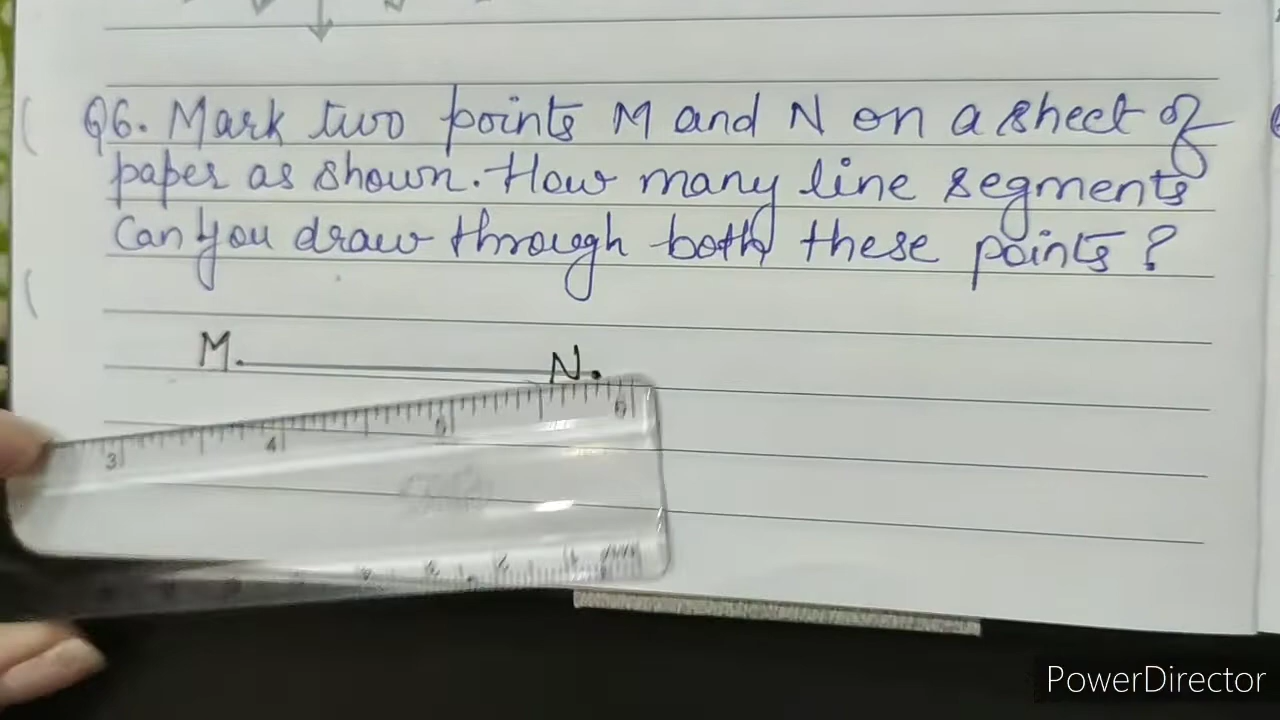 Q6. Mark two points M and N on a sheet of
paper as shown. How many line segments
Can you draw through both these points?
M. N.
3 4 5 6
PowerDirector